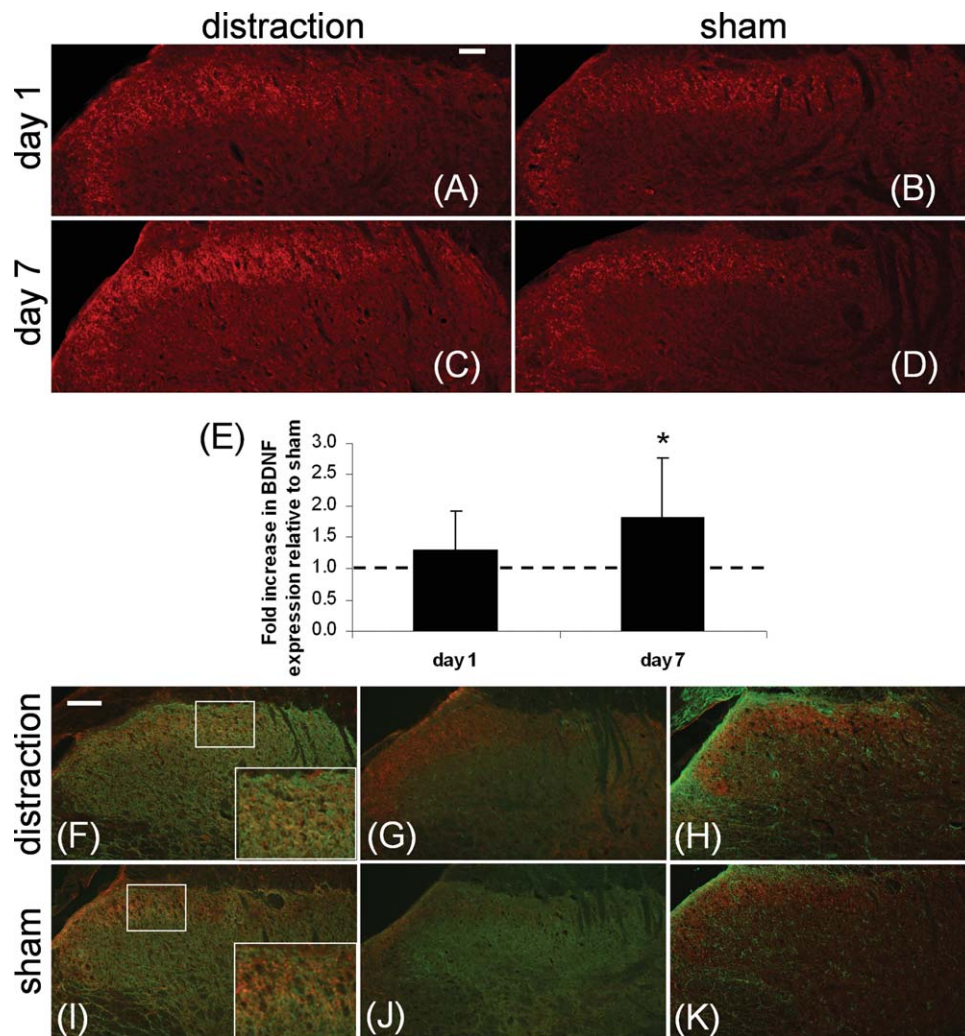 distraction
sham
day 1
(A)
(B)
day 7
(C)
(D)
(E)
Fold increase in BDNF
expression relative to sham
3.0
2.5
2.0
1.5
1.0
0.5
0.0
*
day 1
day 7
distraction
(F)
(G)
(H)
sham
(I)
(J)
(K)